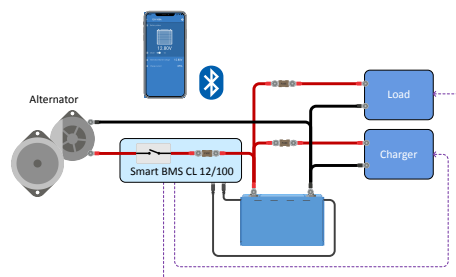 12.80V
Alternator
Load
Charger
Smart BMS CL 12/100